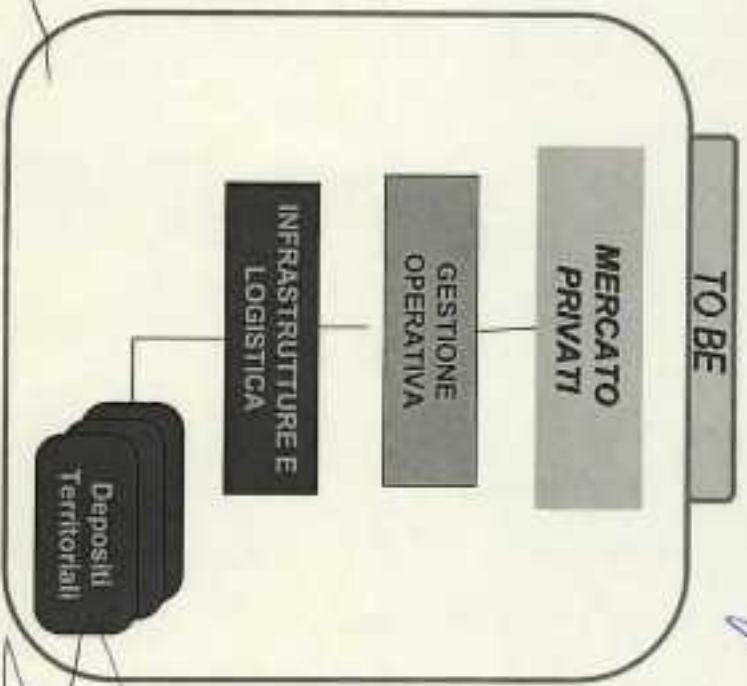 TO BE
MERCATO
PRIVATI
GESTIONE
OPERATIVA
INFRASTRUTTURE E
LOGISTICA
Depositi
Territoriali